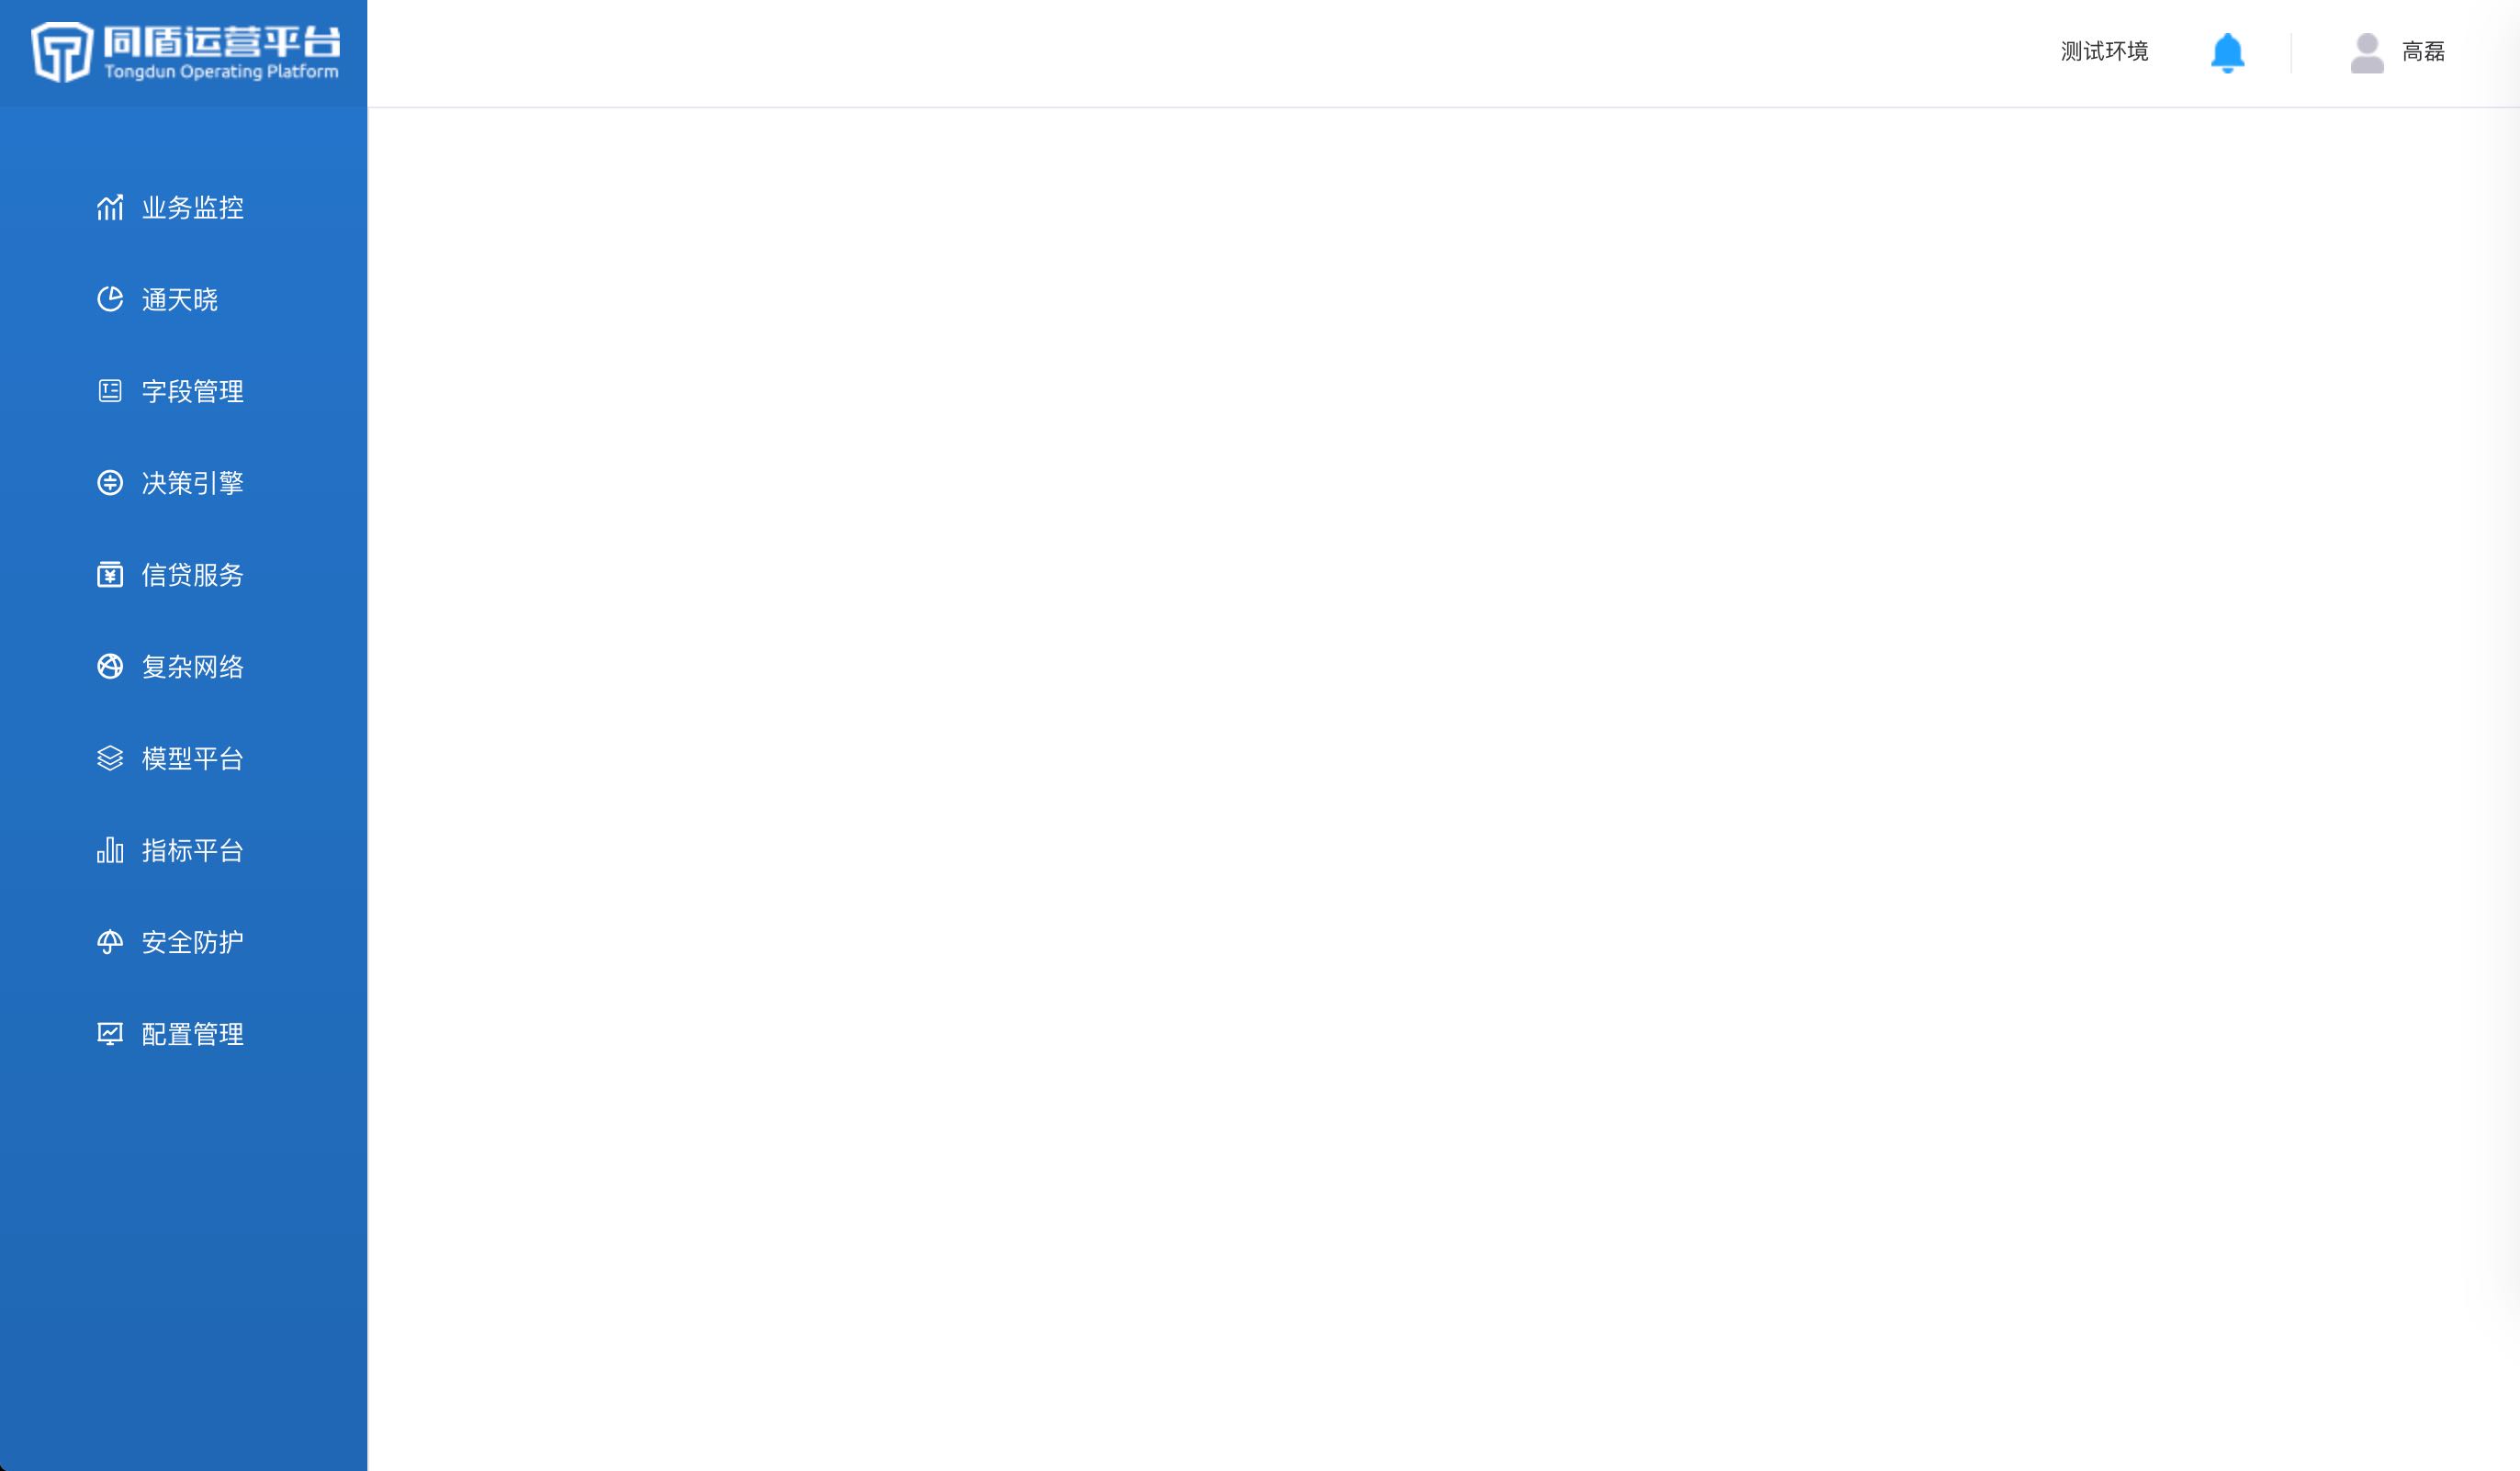 同盾运营平台
Tongdun Operating Platform
测试环境
高磊
业务监控
通天晓
字段管理
决策引擎
信贷服务
复杂网络
模型平台
指标平台
安全防护
配置管理